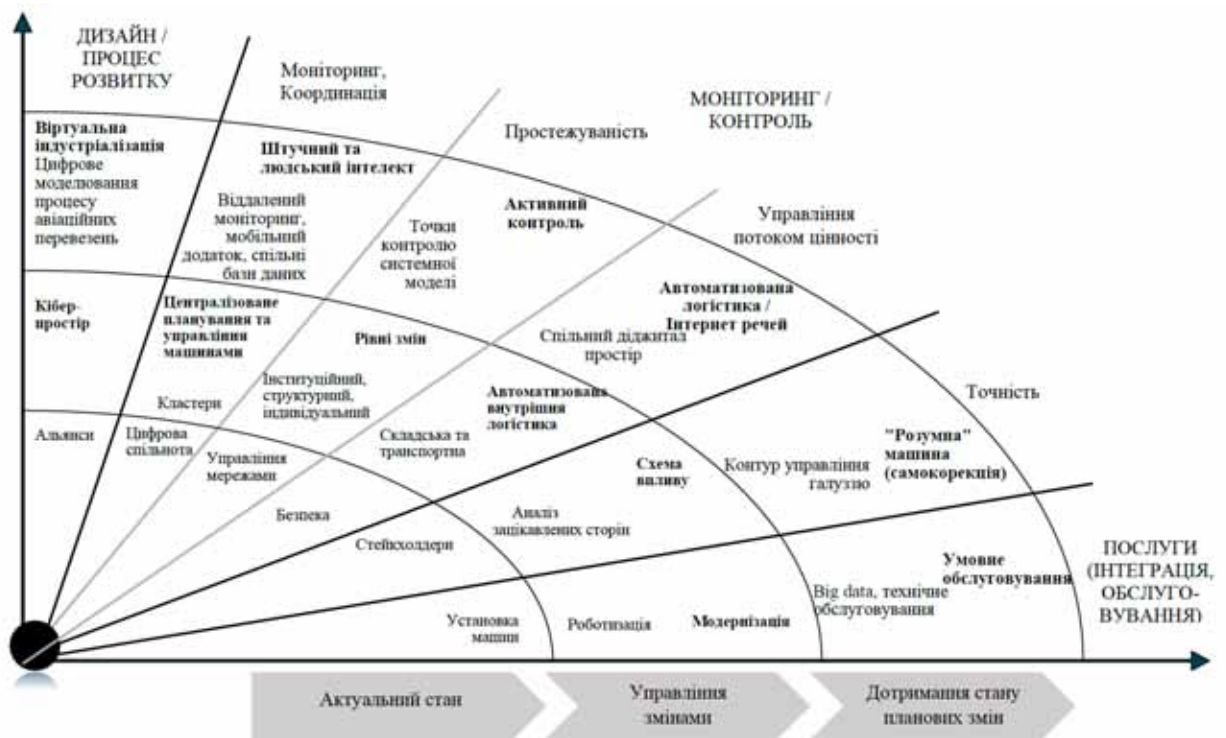 ДИЗАЙН /
ПРОЦЕС
РОЗВИТКУ
Моніторинг,
Координація
Простежуваність
МОНІТОРИНГ /
КОНТРОЛЬ
Управління
потоком цінності
Точність
ПОСЛУГИ
(ІНТЕГРАЦІЯ,
ОБСЛУГО-
ВУВАННЯ)
Віртуальна
індустріалізація
Цифрове
моделювання
процесу
авіаційних
перевезень
Штучний та
людський інтелект
Віддалений
моніторинг,
мобільний
додаток, спільні
бази даних
Активний
контроль
Точки
контролю
системної
моделі
Автоматизована
логістика /
Інтернет речей
Спільний діджитал
простір
"Розумна"
машина
(самокорекція)
Контур управління
галуззю
Умовне
обслуговування
Big data, технічне
обслуговування
Кібер-
простір
Централізоване
планування та
управління
машинами
Кластери
Рівні змін
Інституційний,
структурний,
індивідуальний
Автоматизована
внутрішня
логістика
Складська та
транспортна
Схема
впливу
Аналіз
зацікавлених сторін
Модернізація
Роботизація
Альянси
Цифрова
спільнота
Управління
мережами
Безпека
Стейкхолдери
Установка
машин
Актуальний стан
Управління
змінами
Дотримання стану
планових змін